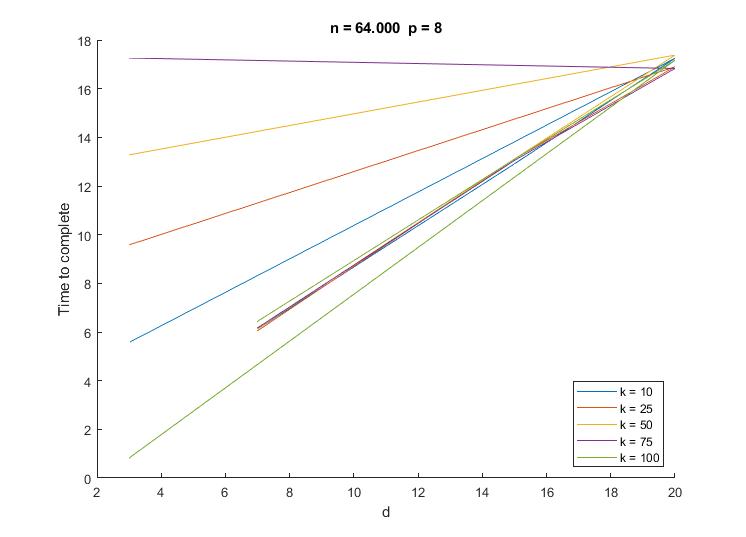 n = 64.000 p = 8
Time to complete
18
16
14
12
10
8
6
4
2
0
2 4 6 8 10 12 14 16 18 20
d
k = 10
k = 25
k = 50
k = 75
k = 100